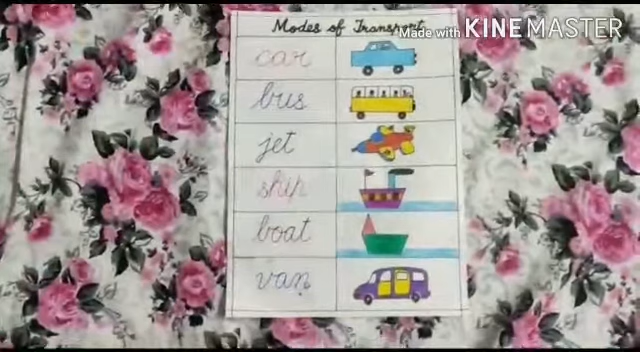 Modes of Transport
Made with KINEMASTER
car
bus
jet
ship
boat
van